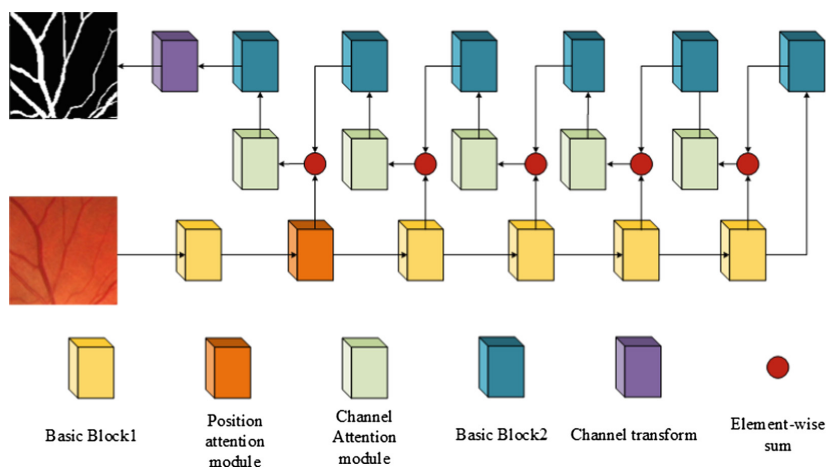 Basic Block1
Position
attention
module
Channel
Attention
module
Basic Block2
Channel transform
Element-wise
sum